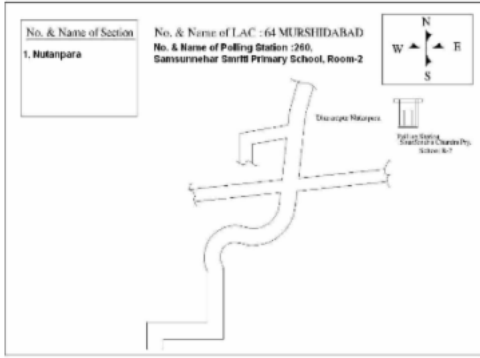 No. & Name of Section
1, Nutanpara
No. & Name of LAC : 64 MURSHIDABAD
No. & Name of Polling Station :260,
Samsunnehar Smriti Primary School, Room-2
N
W
E
S
Nutanpara